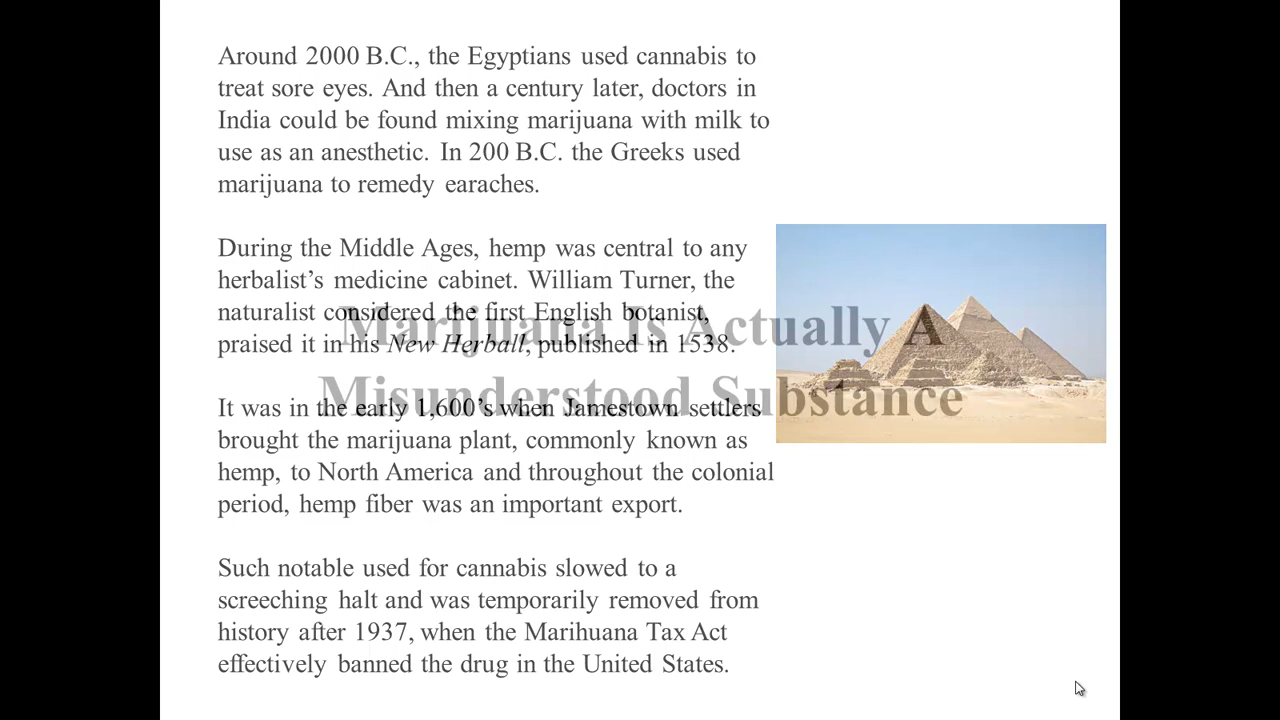 Around 2000 B.C., the Egyptians used cannabis to
treat sore eyes. And then a century later, doctors in
India could be found mixing marijuana with milk to
use as an anesthetic. In 200 B.C. the Greeks used
marijuana to remedy earaches.
During the Middle Ages, hemp was central to any
herbalist’s medicine cabinet. William Turner, the
naturalist considered the first English botanist,
praised it in his New Herball, published in 1538.
Marijuana Is Actually A
Misunderstood Substance
It was in the early 1,600’s when Jamestown settlers
brought the marijuana plant, commonly known as
hemp, to North America and throughout the colonial
period, hemp fiber was an important export.
Such notable used for cannabis slowed to a
screeching halt and was temporarily removed from
history after 1937, when the Marihuana Tax Act
effectively banned the drug in the United States.